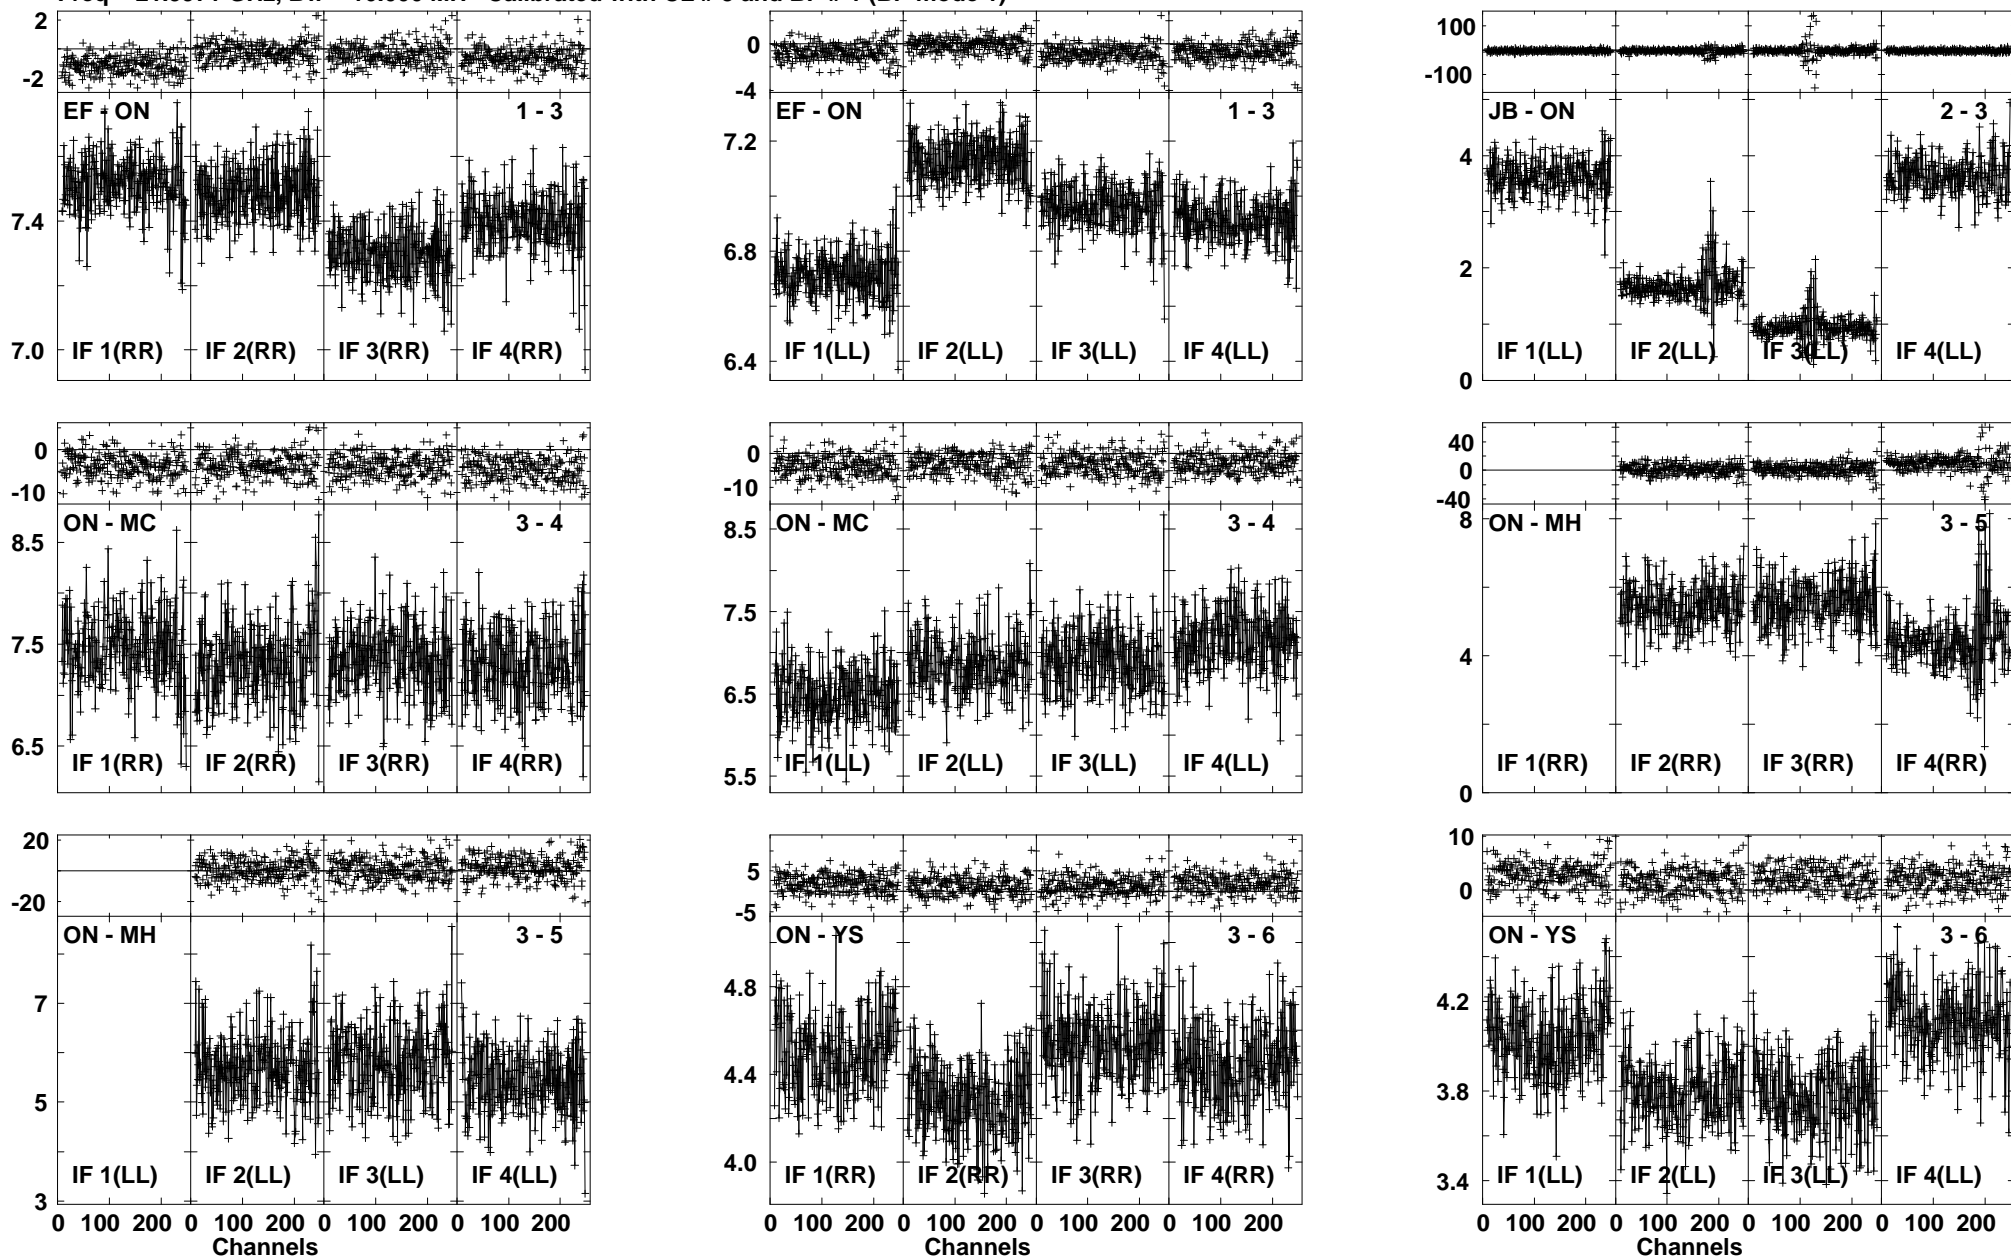 2 2
0 0 100
-2 -4 -100
EF - ON 1 - 3 EF - ON 1 - 3 JB - ON 2 - 3
7.2 4
7.4 6.8 2
7.0 IF 1(RR) IF 2(RR) IF 3(RR) IF 4(RR) 6.4 IF 1(LL) IF 2(LL) IF 3(LL) IF 4(LL) 0 IF 1(LL) IF 2(LL) IF 3(LL) IF 4(LL)
0 0 40
-10 -10 0
-40
ON - MC 3 - 4 ON - MC 3 - 4 ON - MH 3 - 5
8.5 8.5 8
7.5 7.5 4
6.5 6.5
IF 1(RR) IF 2(RR) IF 3(RR) IF 4(RR) 5.5 IF 1(LL) IF 2(LL) IF 3(LL) IF 4(LL) 0 IF 1(RR) IF 2(RR) IF 3(RR) IF 4(RR)
20 5 10
-20 -5 0
ON - MH 3 - 5 ON - YS 3 - 6 ON - YS 3 - 6
7 4.8 4.2
5 4.4 3.8
3 IF 1(LL) IF 2(LL) IF 3(LL) IF 4(LL) 4.0 IF 1(RR) IF 2(RR) IF 3(RR) IF 4(RR) 3.4 IF 1(LL) IF 2(LL) IF 3(LL) IF 4(LL)
0 100 200 0 100 200 0 100 200 0 100 200 0 100 200 0 100 200 0 100 200 0 100 200 0 100 200 0 100 200 0 100 200 0 100 200
Channels Channels Channels